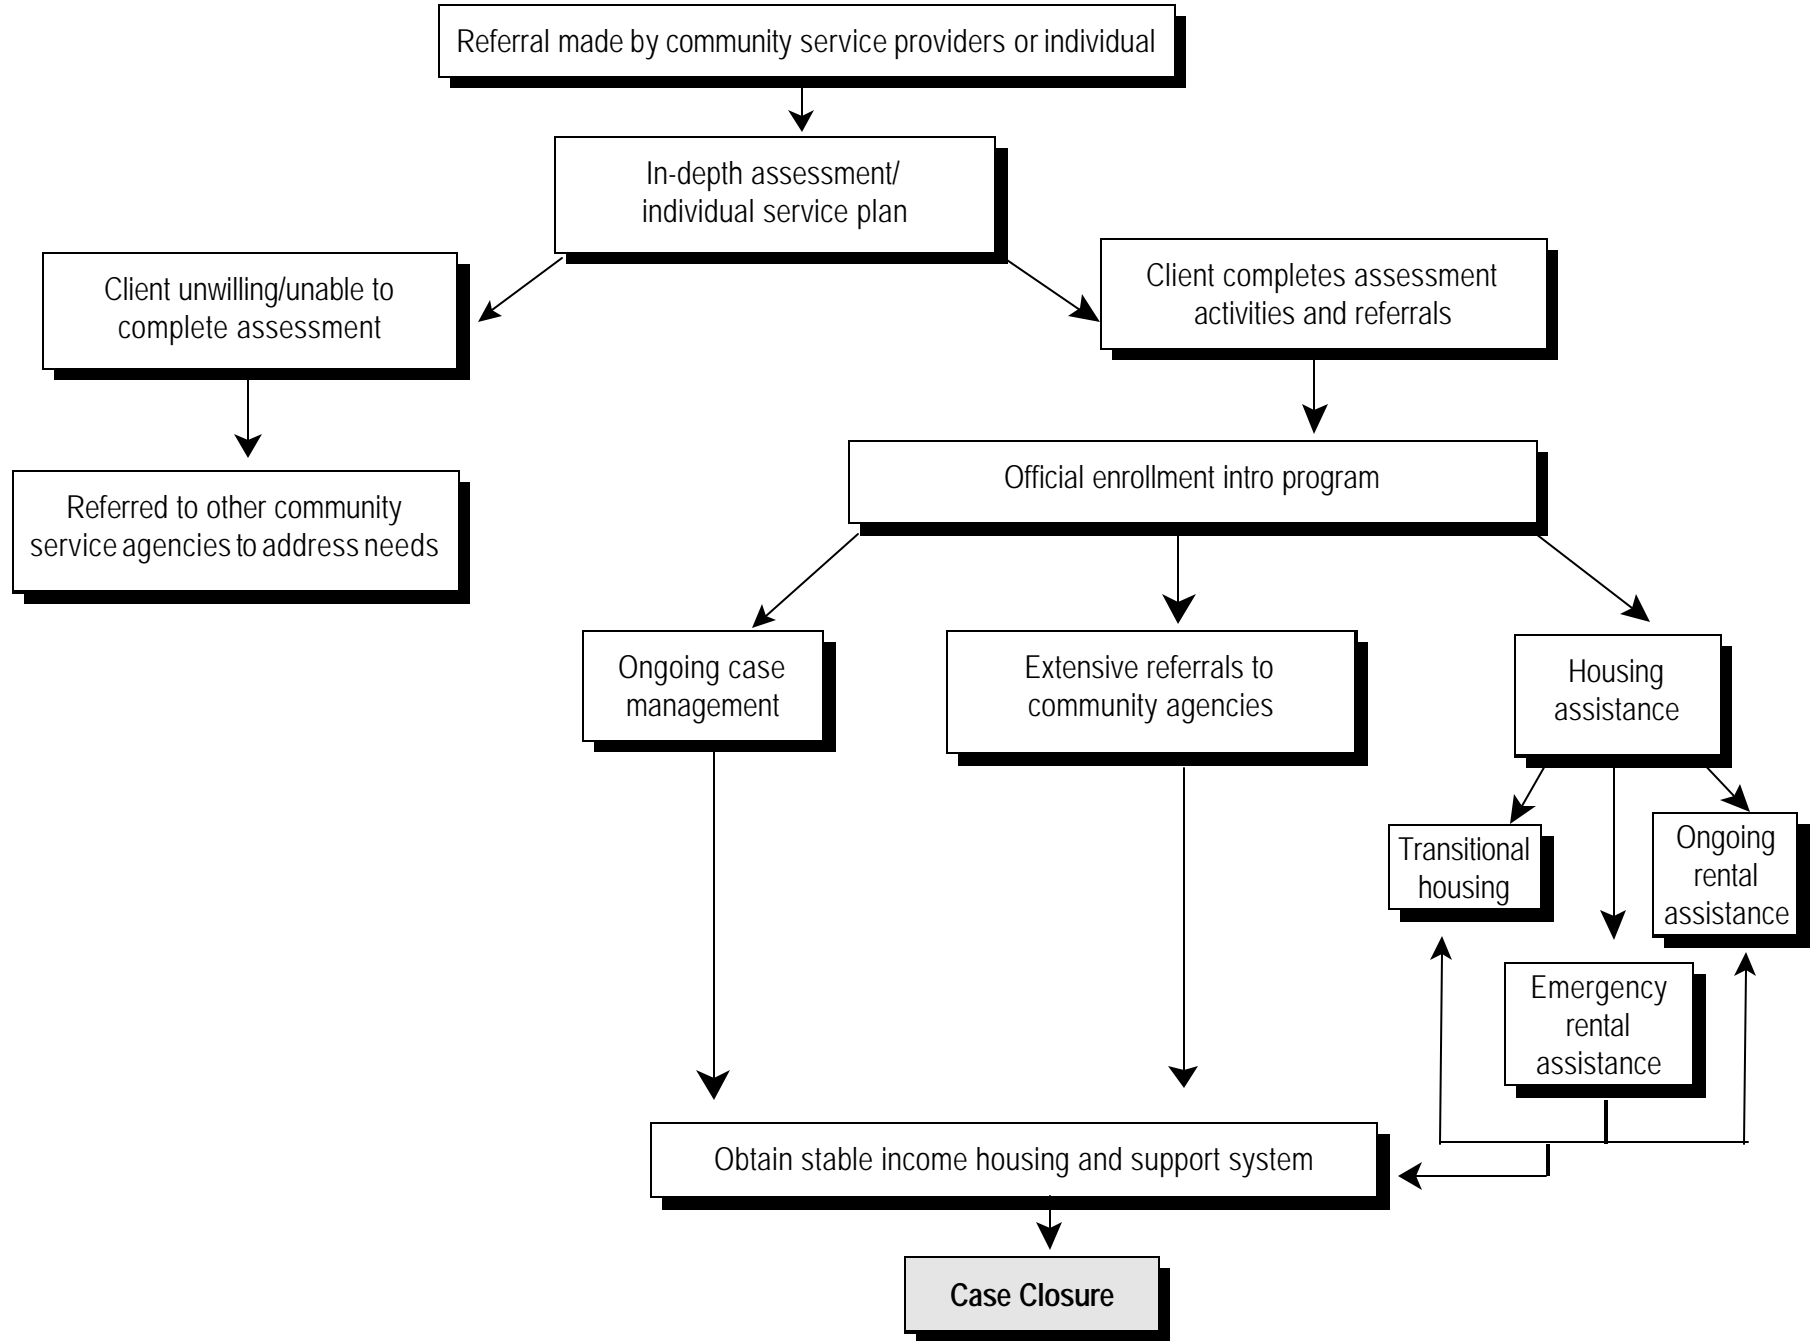 Referral made by community service providers or individual
In-depth assessment/
individual service plan
Client unwilling/unable to
complete assessment
Client completes assessment
activities and referrals
Referred to other community
service agencies to address needs
Official enrollment intro program
Ongoing case
management
Extensive referrals to
community agencies
Housing
assistance
Transitional
housing
Ongoing
rental
assistance
Emergency
rental
assistance
Obtain stable income housing and support system
Case Closure